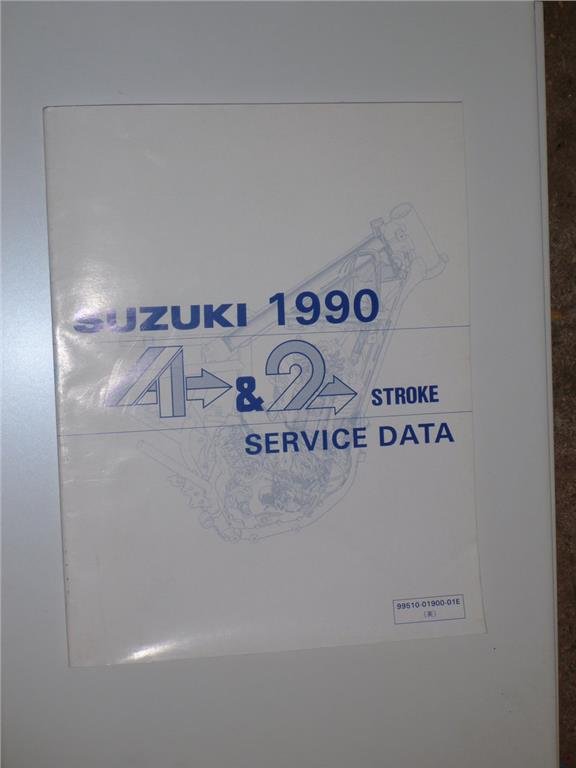 SUZUKI 1990
4 & 2 STROKE
SERVICE DATA
99510-01900-01E
(英)